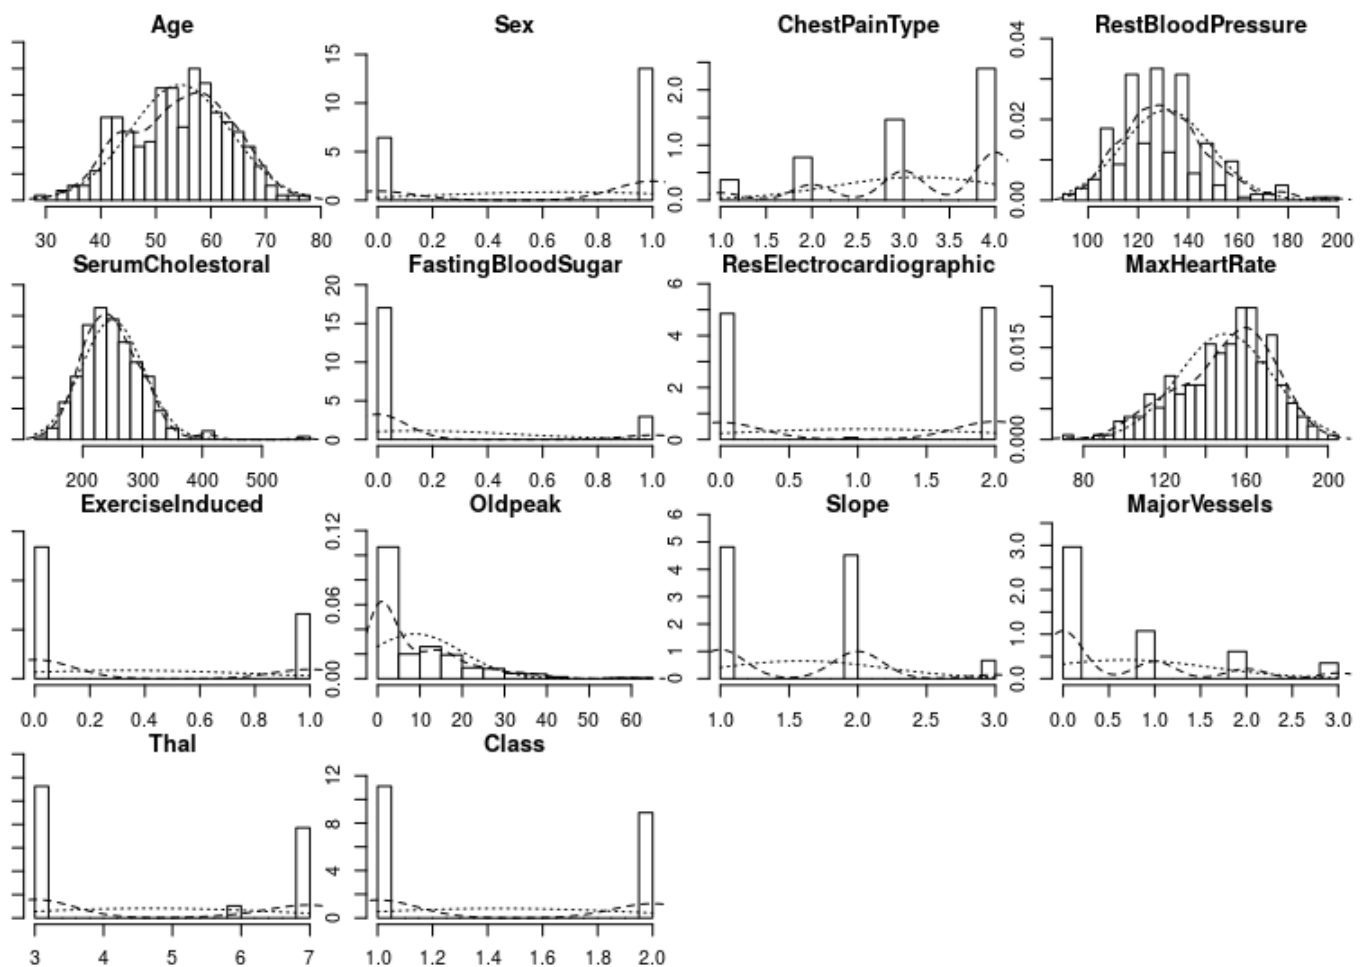 Age Sex ChestPainType RestBloodPressure
0 5 10 15
0.0 1.0 2.0
0.00 0.02 0.04
30 40 50 60 70 80
0.0 0.2 0.4 0.6 0.8 1.0
1.0 1.5 2.0 2.5 3.0 3.5 4.0
100 120 140 160 180 200
SerumCholestoral FastingBloodSugar ResElectrocardiographic MaxHeartRate
0 5 10 15 20
0 2 4 6
0.000 0.015
200 300 400 500
0.0 0.2 0.4 0.6 0.8 1.0
0.0 0.5 1.0 1.5 2.0
80 120 160 200
ExerciseInduced Oldpeak Slope MajorVessels
0.00 0.06 0.12
0 1 2 3 4 5 6
0.0 1.0 2.0 3.0
0.0 0.2 0.4 0.6 0.8 1.0
0 10 20 30 40 50 60
1.0 1.5 2.0 2.5 3.0
0.0 0.5 1.0 1.5 2.0 2.5 3.0
Thal Class
0 4 8 12
3 4 5 6 7
1.0 1.2 1.4 1.6 1.8 2.0